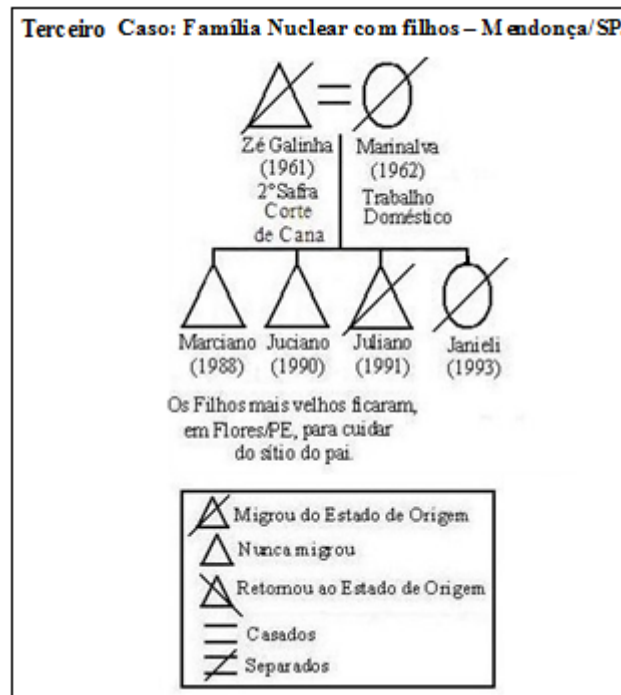 Terceiro Caso: Família Nuclear com filhos – Mendonça/SP.
Zé Galinha Marinalva
(1961) (1962)
2°Safra Trabalho
Corte Doméstico
de Cana
Marciano Juciano Juliano Janieli
(1988) (1990) (1991) (1993)
Os Filhos mais velhos ficaram,
em Flores/PE, para cuidar
do sítio do pai.
Migrou do Estado de Origem
Nunca migrou
Retornou ao Estado de Origem
Casados
Separados